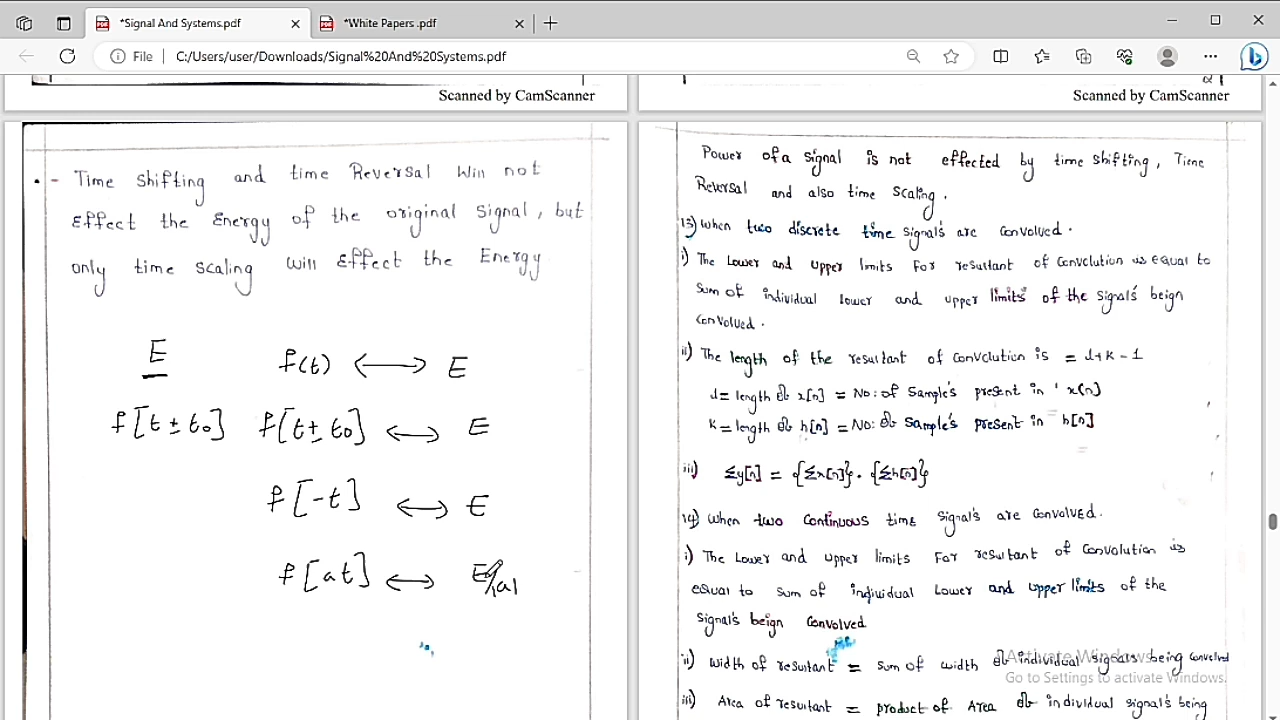 *Signal And Systems.pdf
*White Papers .pdf
File
C:/Users/user/Downloads/Signal%20And%20Systems.pdf
Scanned by CamScanner
Time Shifting and time Reversal Will not
Effect the Energy of the original Signal, but
only time scaling will Effect the Energy
E
f(t) ⟷ E
f[t ± to] f[t ± to] ⟷ E
f[-t] ⟷ E
f[at] ⟷ E/|a|
Scanned by CamScanner
Power of a signal is not effected by time shifting, Time
Reversal and also time scaling.
13) When two discrete time signal's are convolved.
i) The Lower and upper limits For resultant of convolution is equal to
sum of individual lower and upper limits of the signal's beign
convolved.
ii) The length of the resultant of convolution is = l+k-1
l= length of x[n] = No: of Sample's present in x(n]
k= length of h[n] = No: of Sample's present in h[n]
iii) Σy[n] = {Σx[n]} . {Σh[n]}
14) When two continuous time signal's are convolved.
i) The Lower and upper limits For resultant of convolution is
equal to sum of individual Lower and upper limits of the
signal's beign convolved
ii) Width of resultant = sum of width of individual signals being convolved
iii) Area of resultant = product of Area of individual signal's being
Activate Windows
Go to Settings to activate Windows.